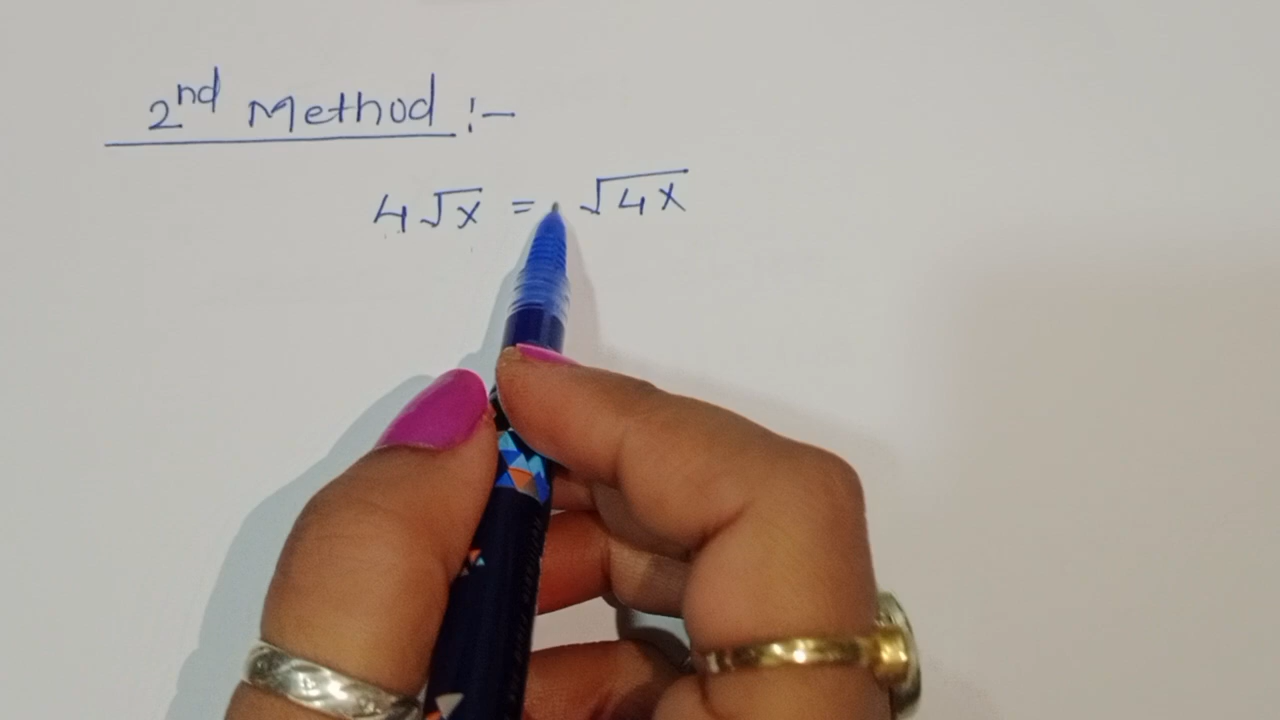 2nd Method :-
4√x = √4x